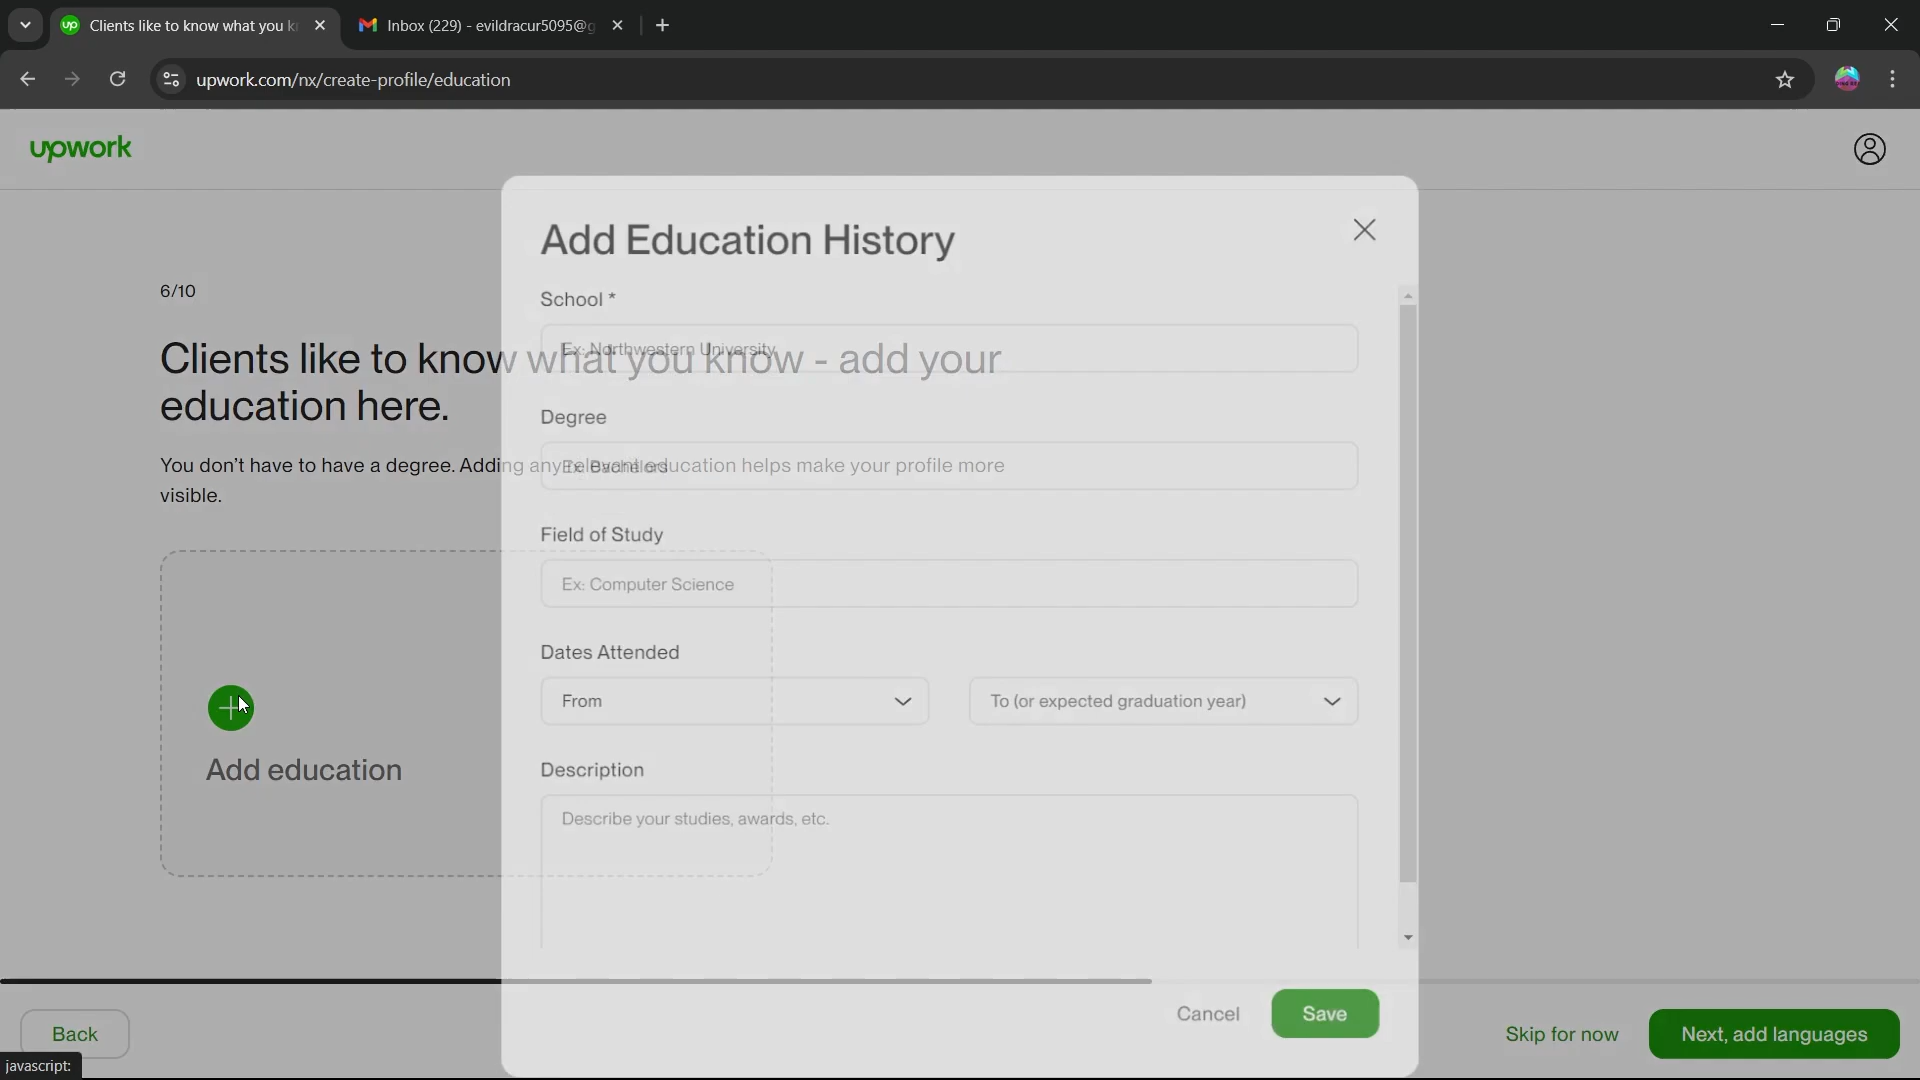 Clients like to know what you k
Inbox (229) - evildracur5095@g
upwork.com/nx/create-profile/education
upwork
6/10
Clients like to know what you know - add your
education here.
You don't have to have a degree. Adding any relevant education helps make your profile more
visible.
Add education
Add Education History
School *
Ex: Northwestern University
Degree
Ex: Bachelors
Field of Study
Ex: Computer Science
Dates Attended
From
To (or expected graduation year)
Description
Describe your studies, awards, etc.
Cancel
Save
Back
Skip for now
Next, add languages
javascript: